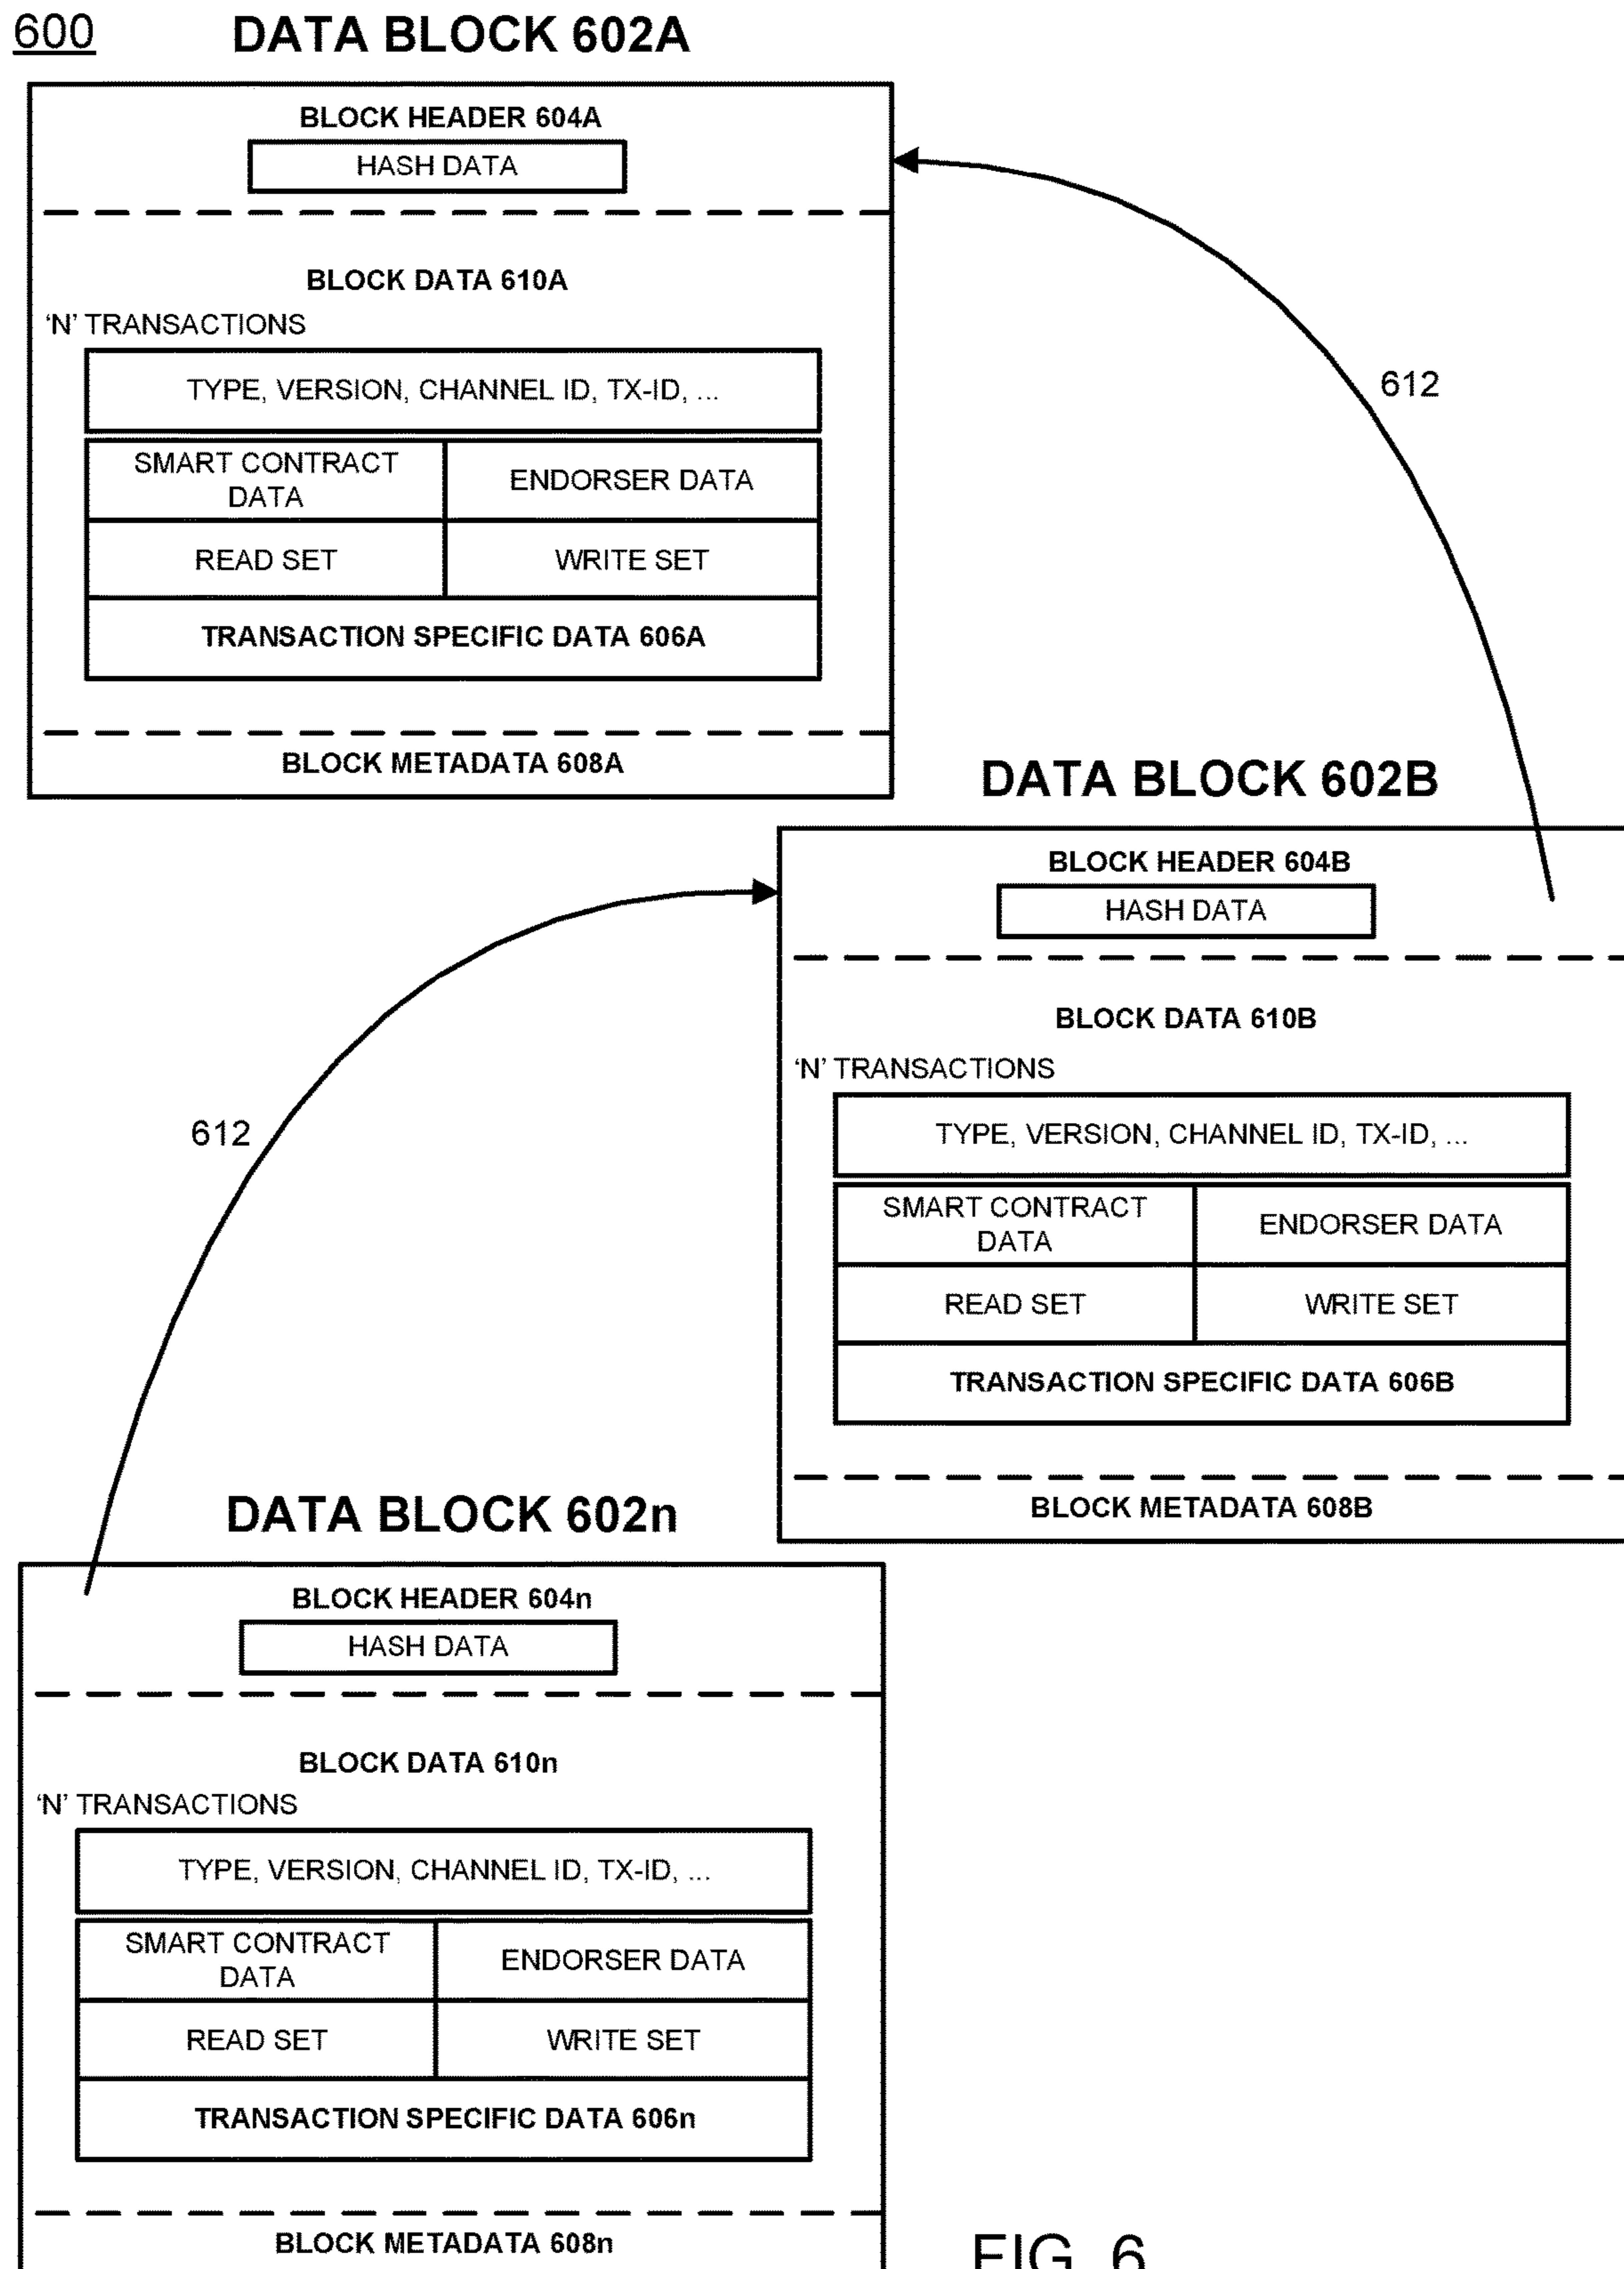 600
DATA BLOCK 602A
BLOCK HEADER 604A
HASH DATA
BLOCK DATA 610A
‘N’ TRANSACTIONS
TYPE, VERSION, CHANNEL ID, TX-ID, ...
SMART CONTRACT
DATA
ENDORSER DATA
READ SET
WRITE SET
TRANSACTION SPECIFIC DATA 606A
BLOCK METADATA 608A
612
DATA BLOCK 602B
BLOCK HEADER 604B
HASH DATA
BLOCK DATA 610B
‘N’ TRANSACTIONS
TYPE, VERSION, CHANNEL ID, TX-ID, ...
SMART CONTRACT
DATA
ENDORSER DATA
READ SET
WRITE SET
TRANSACTION SPECIFIC DATA 606B
BLOCK METADATA 608B
612
DATA BLOCK 602n
BLOCK HEADER 604n
HASH DATA
BLOCK DATA 610n
‘N’ TRANSACTIONS
TYPE, VERSION, CHANNEL ID, TX-ID, ...
SMART CONTRACT
DATA
ENDORSER DATA
READ SET
WRITE SET
TRANSACTION SPECIFIC DATA 606n
BLOCK METADATA 608n
FIG. 6